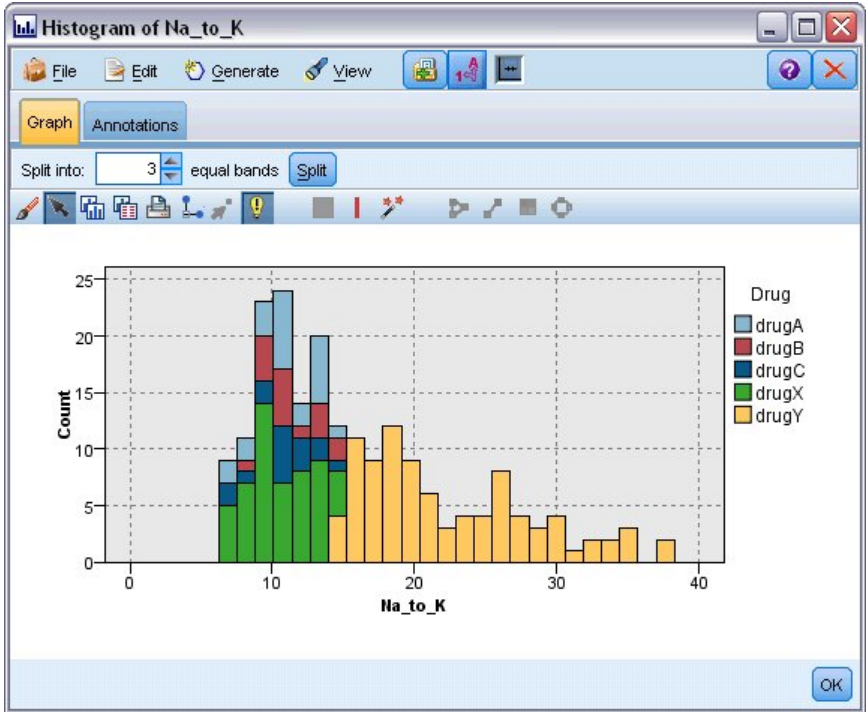 Histogram of Na_to_K
File Edit Generate View
Graph Annotations
Split into: 3 equal bands Split
25
20
15
10
5
0
Count
0 10 20 30 40
Na_to_K
Drug
drugA
drugB
drugC
drugX
drugY
OK